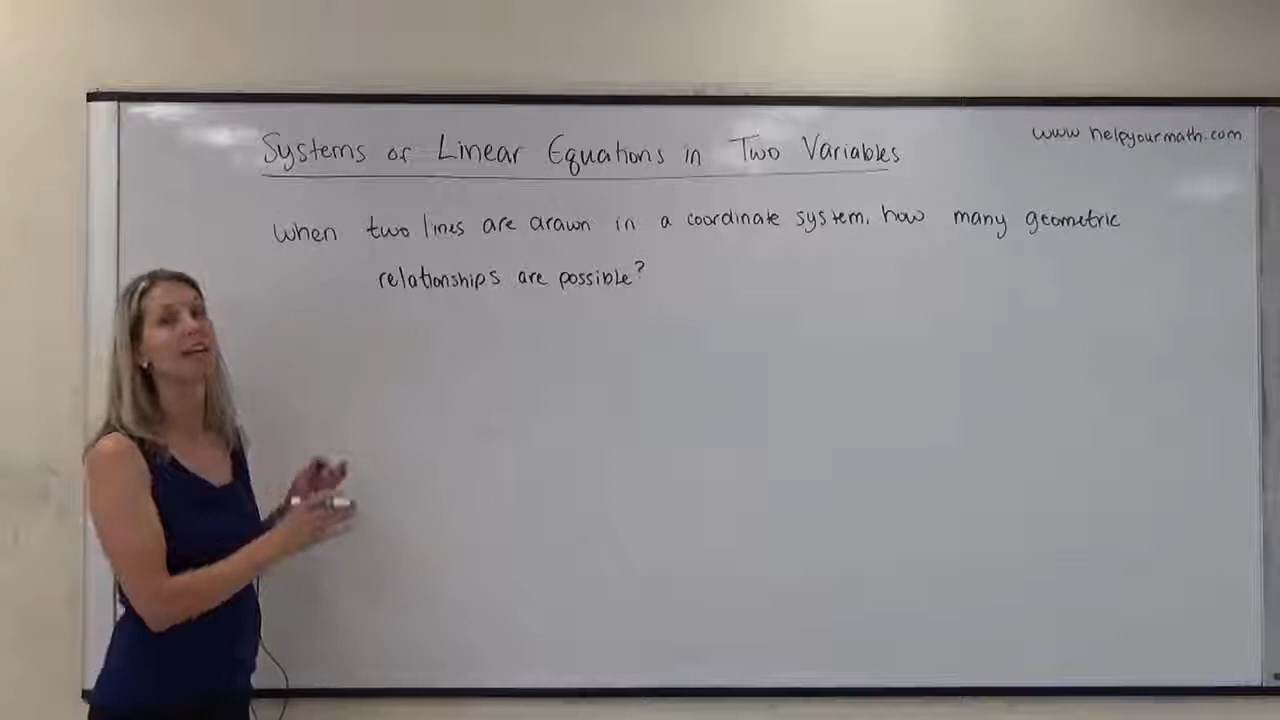 Systems of Linear Equations in Two Variables
www helpyourmath.com
When two lines are drawn in a coordinate system, how many geometric
relationships are possible?